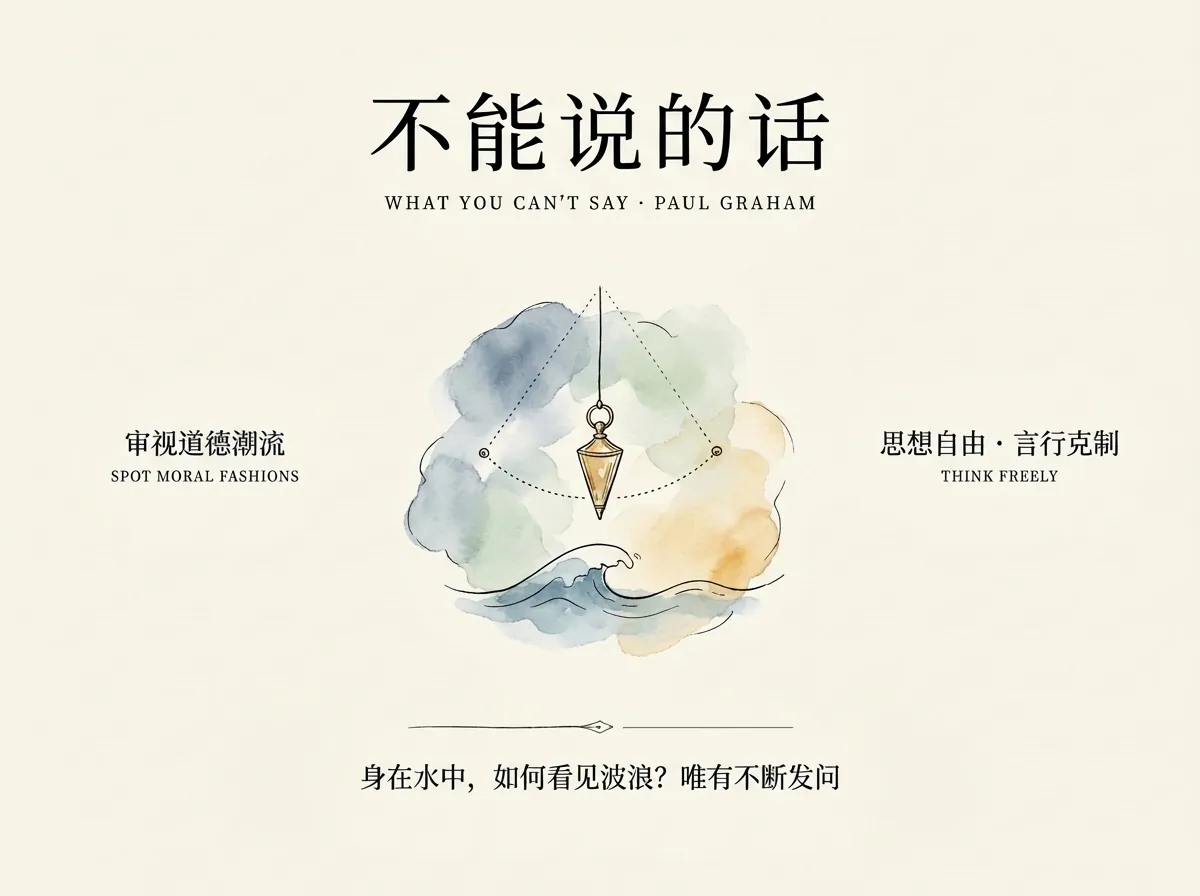 不能说的话
WHAT YOU CAN'T SAY · PAUL GRAHAM
审视道德潮流
SPOT MORAL FASHIONS
思想自由 · 言行克制
THINK FREELY
身在水中，如何看见波浪？唯有不断发问